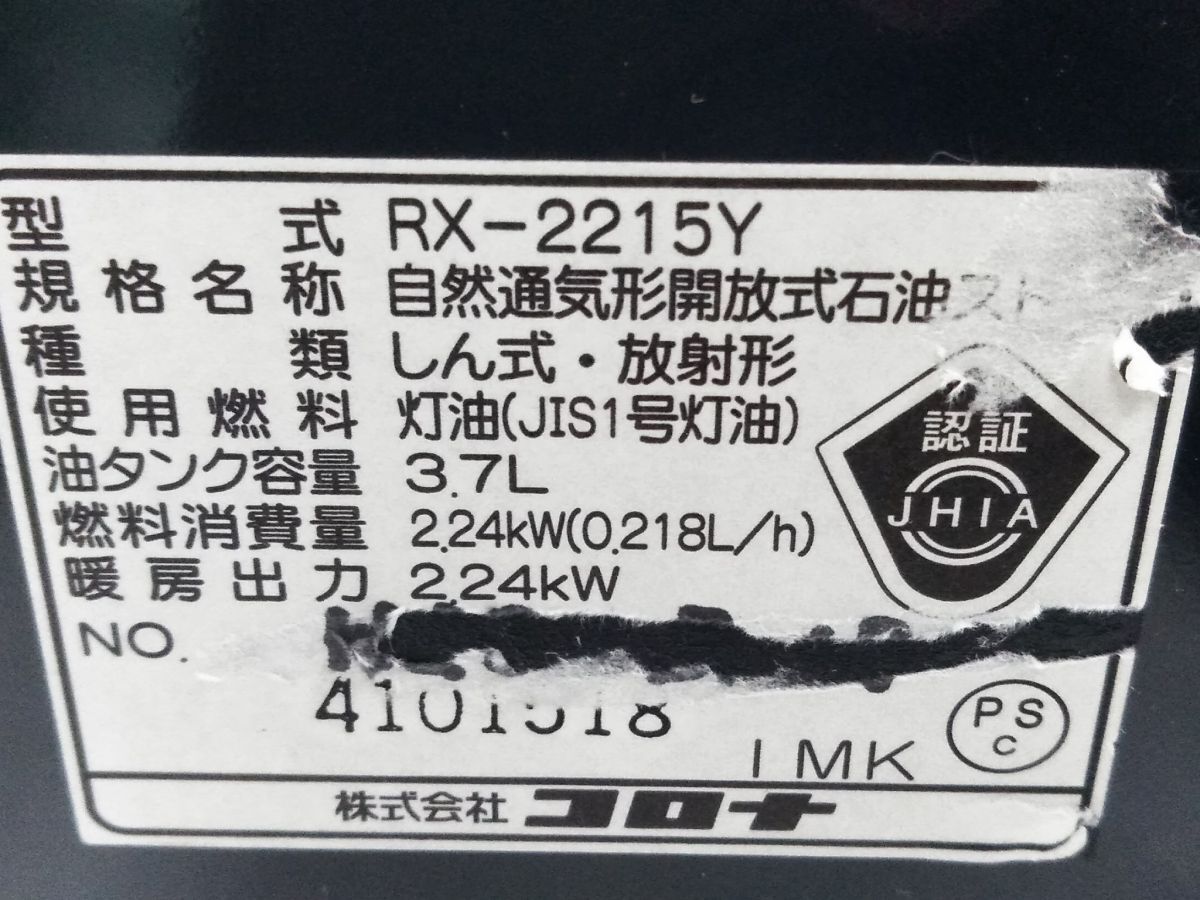 型式 RX-2215Y
規格名称 自然通気形開放式石油スト
種類 しん式・放射形
使用燃料 灯油(JIS1号灯油)
油タンク容量 3.7L
燃料消費量 2.24kW(0.218L/h)
暖房出力 2.24kW
認証
JHIA
NO.
4101518
IMK
PS
C
株式会社 コロナ